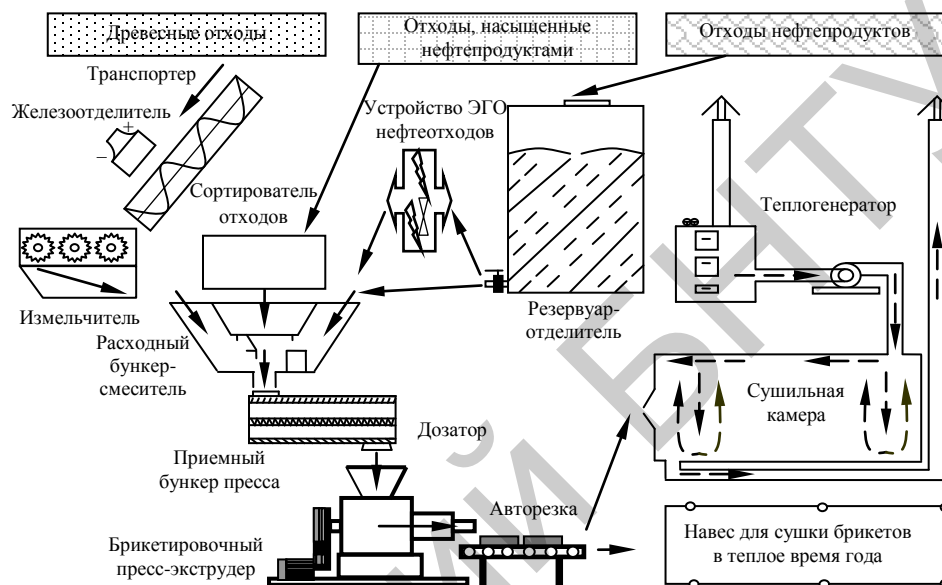 Древесные отходы
Отходы, насыщенные
нефтепродуктами
Отходы нефтепродуктов
Транспортер
Железоотделитель
+
–
Устройство ЭГО
нефтеотходов
Сортирователь
отходов
Теплогенератор
Измельчитель
Резервуар-
отделитель
Расходный
бункер-
смеситель
Сушильная
камера
Дозатор
Приемный
бункер пресса
Авторезка
Брикетировочный
пресс-экструдер
Навес для сушки брикетов
в теплое время года
ИЙ БНТУ